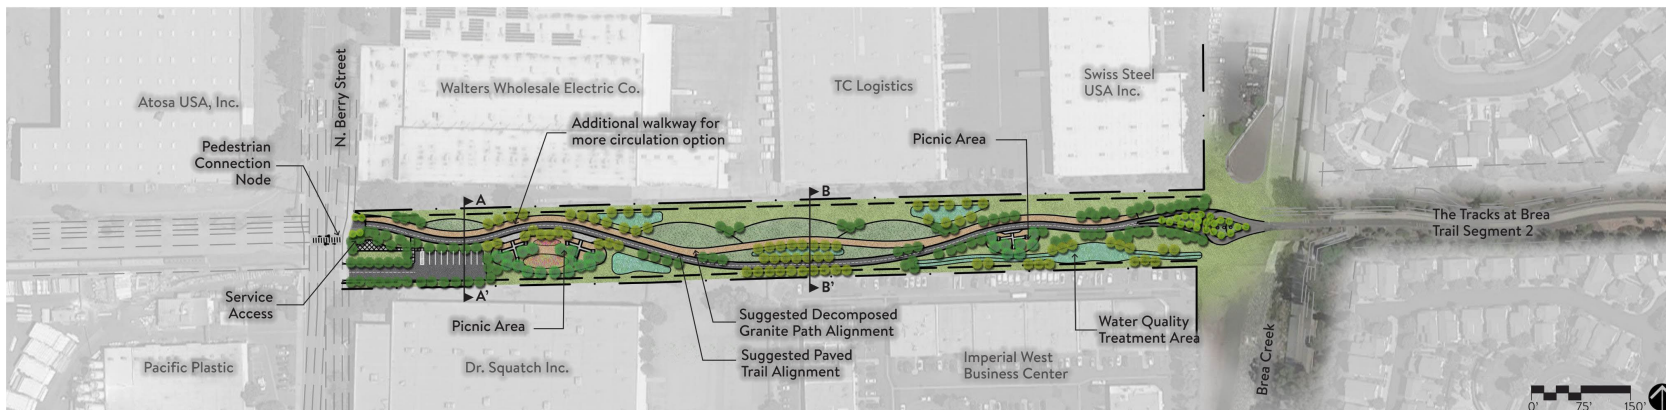 Atosa USA, Inc.
N. Berry Street
Walters Wholesale Electric Co.
TC Logistics
Swiss Steel
USA Inc.
Pedestrian
Connection
Node
Additional walkway for
more circulation option
Picnic Area
A
B
The Tracks at Brea
Trail Segment 2
A'
B'
Service
Access
Picnic Area
Suggested Decomposed
Granite Path Alignment
Suggested Paved
Trail Alignment
Water Quality
Treatment Area
Pacific Plastic
Dr. Squatch Inc.
Imperial West
Business Center
Brea Creek
0' 75' 150'